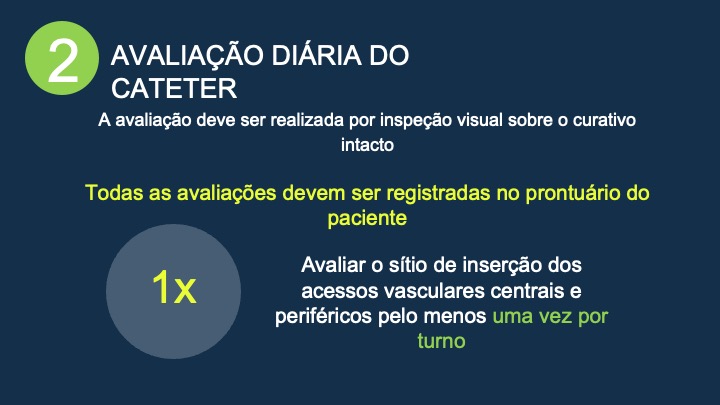 2
AVALIAÇÃO DIÁRIA DO
CATETER
A avaliação deve ser realizada por inspeção visual sobre o curativo
intacto
Todas as avaliações devem ser registradas no prontuário do
paciente
1x
Avaliar o sítio de inserção dos
acessos vasculares centrais e
periféricos pelo menos uma vez por
turno